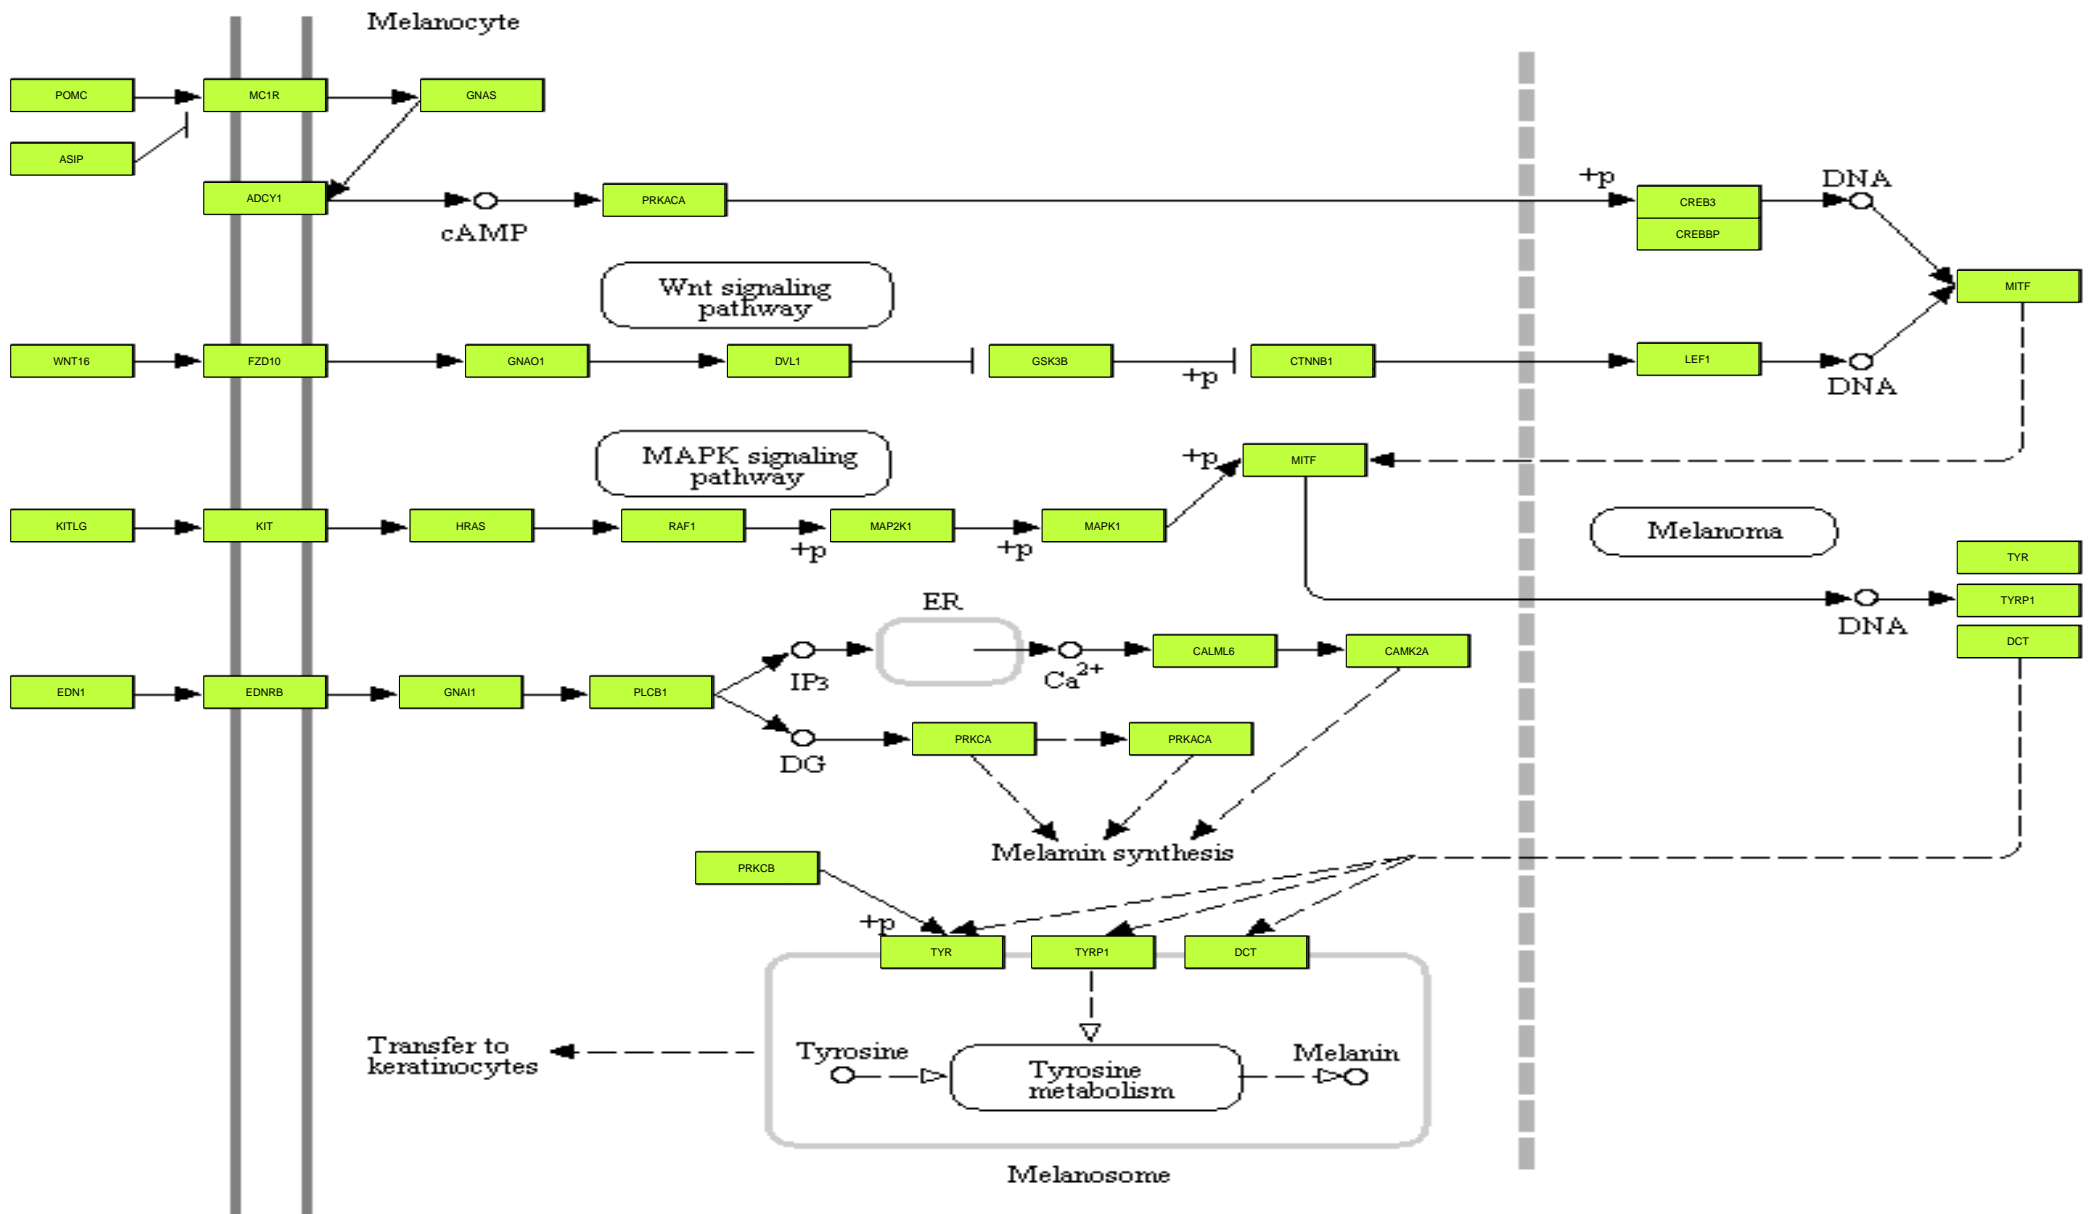 Melanocyte
POMC
MC1R
GNAS
ASIP
ADCY1
cAMP
PRKACA
+p
CREB3
CREBBP
DNA
MITF
Wnt signaling
pathway
WNT16
FZD10
GNAO1
DVL1
GSK3B
+p
CTNNB1
LEF1
DNA
MAPK signaling
pathway
+p
MITF
KITLG
KIT
HRAS
RAF1
+p
MAP2K1
+p
MAPK1
Melanoma
TYR
TYRP1
DCT
DNA
ER
IP3
Ca2+
CALML6
CAMK2A
EDN1
EDNRB
GNAI1
PLCB1
DG
PRKCA
PRKACA
Melamin synthesis
PRKCB
+p
TYR
TYRP1
DCT
Transfer to
keratinocytes
Tyrosine
Tyrosine
metabolism
Melanin
Melanosome